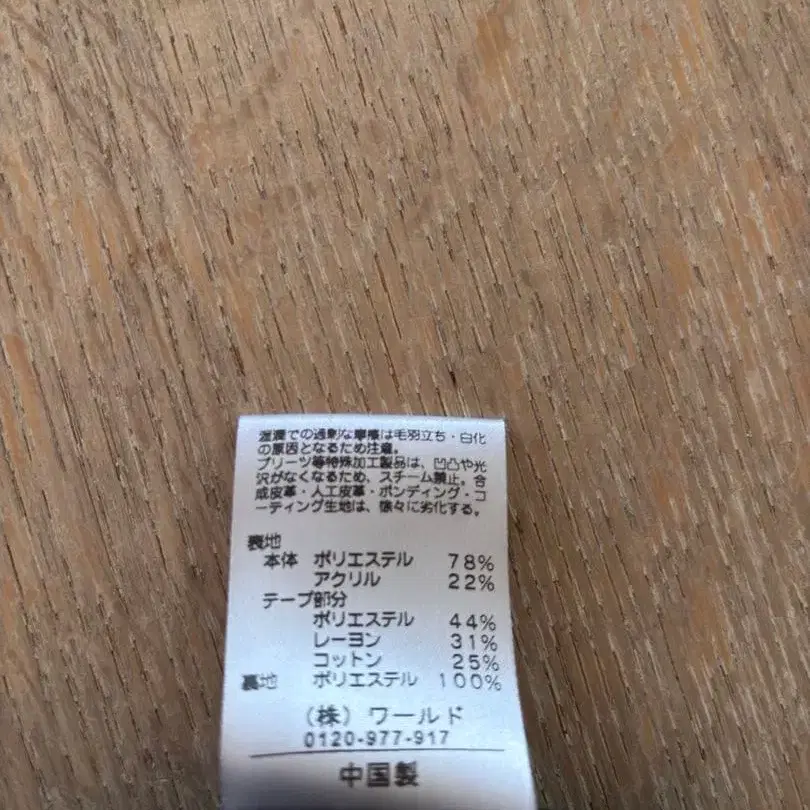 湿潤での過剰な摩擦は毛羽立ち・白化
の原因となるため注意。
プリーツ等特殊加工製品は、凹凸や光
沢がなくなるため、スチーム禁止。合
成皮革・人工皮革・ボンディング・コ
ーティング生地は、徐々に劣化する。
表地
本体 ポリエステル 78%
アクリル 22%
テープ部分
ポリエステル 44%
レーヨン 31%
コットン 25%
裏地 ポリエステル 100%
(株) ワールド
0120-977-917
中国製